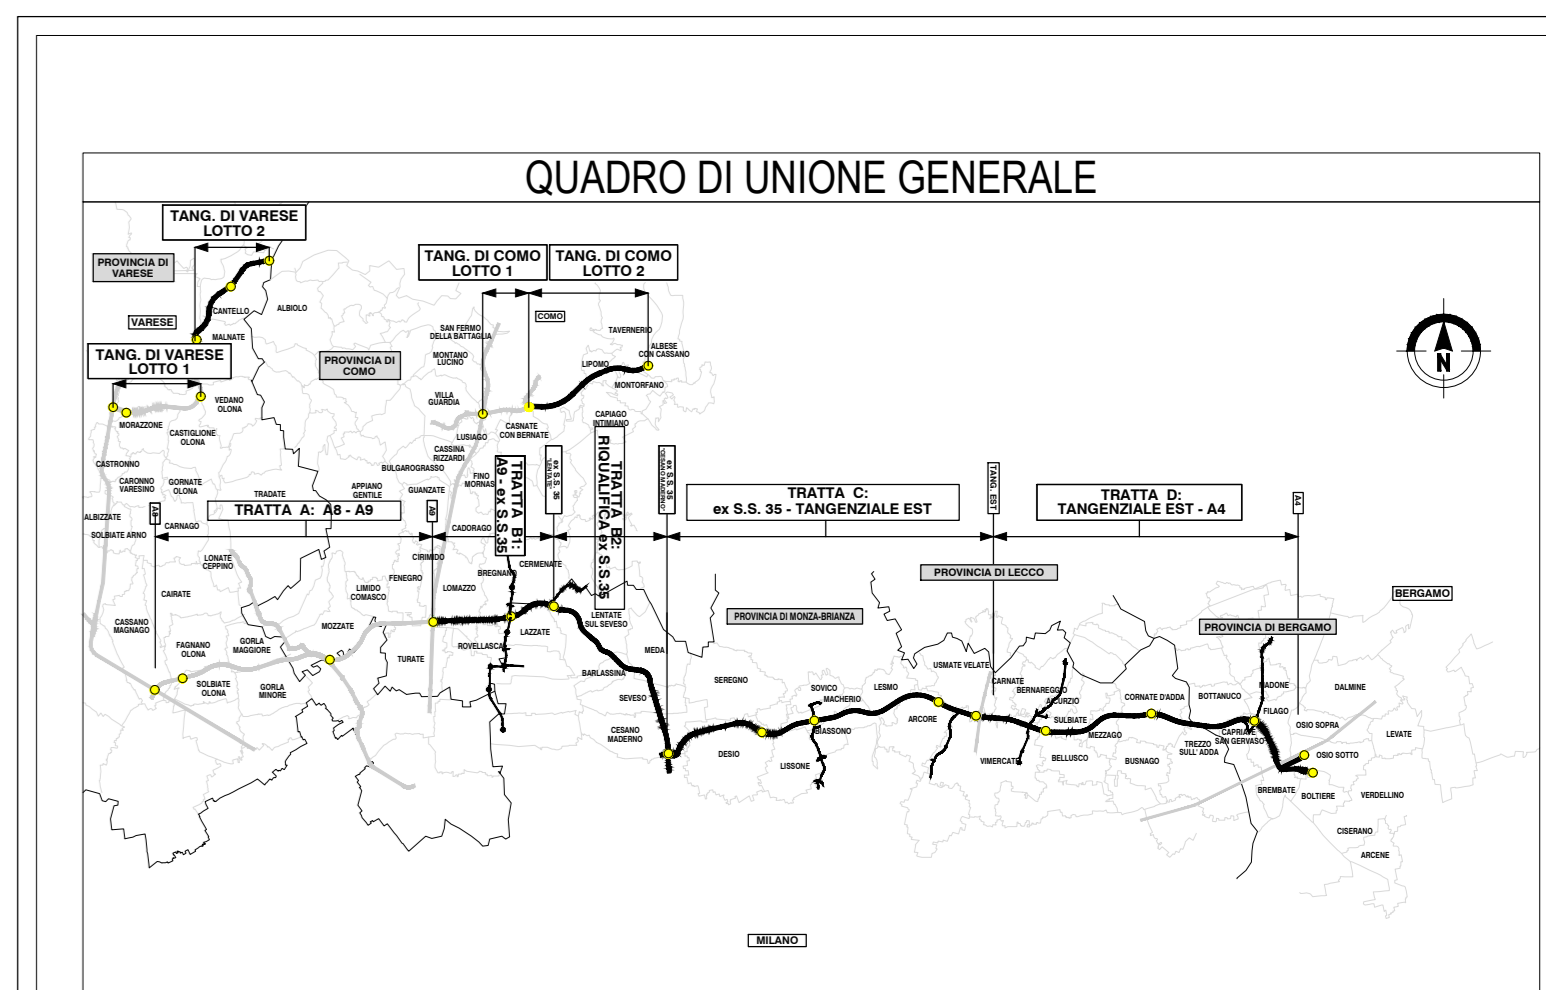 QUADRO DI UNIONE GENERALE
TANG. DI VARESE
LOTTO 2
PROVINCIA DI
VARESE
CANTELLO
ALBIOLO
VARESE
MALNATE
TANG. DI VARESE
LOTTO 1
VEDANO
OLONA
MORAZZONE
CASTIGLIONE
OLONA
PROVINCIA DI
COMO
TANG. DI COMO
LOTTO 1
TANG. DI COMO
LOTTO 2
COMO
SAN FERMO
DELLA BATTAGLIA
MONTANO
LUCINO
TAVERNERIO
ALBESE
CON CASSANO
LIPOMO
MONTORFANO
VILLA
GUARDIA
CAPIAGO
INTIMIANO
CASNATE
CON BERNATE
LUSIAGO
CASSINA
RIZZARDI
BULGAROGRASSO
FINO
MORNAS
CASTRONNO
CARONNO
VARESINO
GORNATE
OLONA
TRADATE
APPIANO
GENTILE
GUANZATE
ALBIZZATE
SOLBIATE ARNO
CARNAGO
A8
TRATTA A: A8 - A9
A9
CADORAGO
TRATTA B1:
A9 - ex S.S.35
ex S.S. 35
"LENTATE"
TRATTA B2:
RIQUALIFICA ex S.S.35
ex S.S. 35
"CESANO MADERNO"
TRATTA C:
ex S.S. 35 - TANGENZIALE EST
TANG. EST
TRATTA D:
TANGENZIALE EST - A4
A4
LONATE
CEPPINO
CIRIMIDO
FENEGRO
LOMAZZO
BREGNANO
CERMENATE
LIMIDO
COMASCO
CAIRATE
CASSANO
MAGNAGO
MOZZATE
FAGNANO
OLONA
GORLA
MAGGIORE
TURATE
ROVELLASCA
LAZZATE
LENTATE
SUL SEVESO
SOLBIATE
OLONA
GORLA
MINORE
MEDA
BARLASSINA
SEVESO
CESANO
MADERNO
PROVINCIA DI LECCO
PROVINCIA DI MONZA-BRIANZA
BERGAMO
PROVINCIA DI BERGAMO
SEREGNO
DESIO
SOVICO
MACHERIO
BIASSONO
LISSONE
LESMO
ARCORE
USMATE VELATE
CARNATE
BERNAREGGIO
AICURZIO
SULBIATE
VIMERCATE
BELLUSCO
MEZZAGO
CORNATE D'ADDA
BUSNAGO
TREZZO
SULL' ADDA
BOTTANUCO
MADONE
FILAGO
CAPRIATE
SAN GERVASO
DALMINE
OSIO SOPRA
LEVATE
OSIO SOTTO
BREMBATE
BOLTIERE
VERDELLINO
CISERANO
ARCENE
MILANO
N